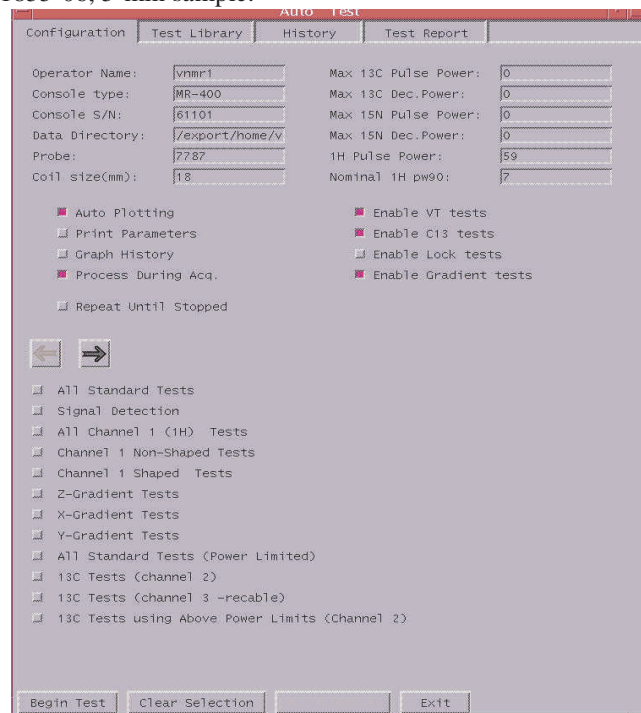 Auto Test
Configuration Test Library History Test Report
Operator Name: vnmr1 Max 13C Pulse Power: 0
Console type: MR-400 Max 13C Dec.Power: 0
Console S/N: 61101 Max 15N Pulse Power: 0
Data Directory: /export/home/v Max 15N Dec.Power: 0
Probe: 7787 1H Pulse Power: 59
Coil size(mm): 18 Nominal 1H pw90: 7
Auto Plotting Enable VT tests
Print Parameters Enable C13 tests
Graph History Enable Lock tests
Process During Acq. Enable Gradient tests
Repeat Until Stopped
All Standard Tests
Signal Detection
All Channel 1 (1H) Tests
Channel 1 Non-Shaped Tests
Channel 1 Shaped Tests
Z-Gradient Tests
X-Gradient Tests
Y-Gradient Tests
All Standard Tests (Power Limited)
13C Tests (channel 2)
13C Tests (channel 3 -recable)
13C Tests using Above Power Limits (Channel 2)
Begin Test Clear Selection Exit